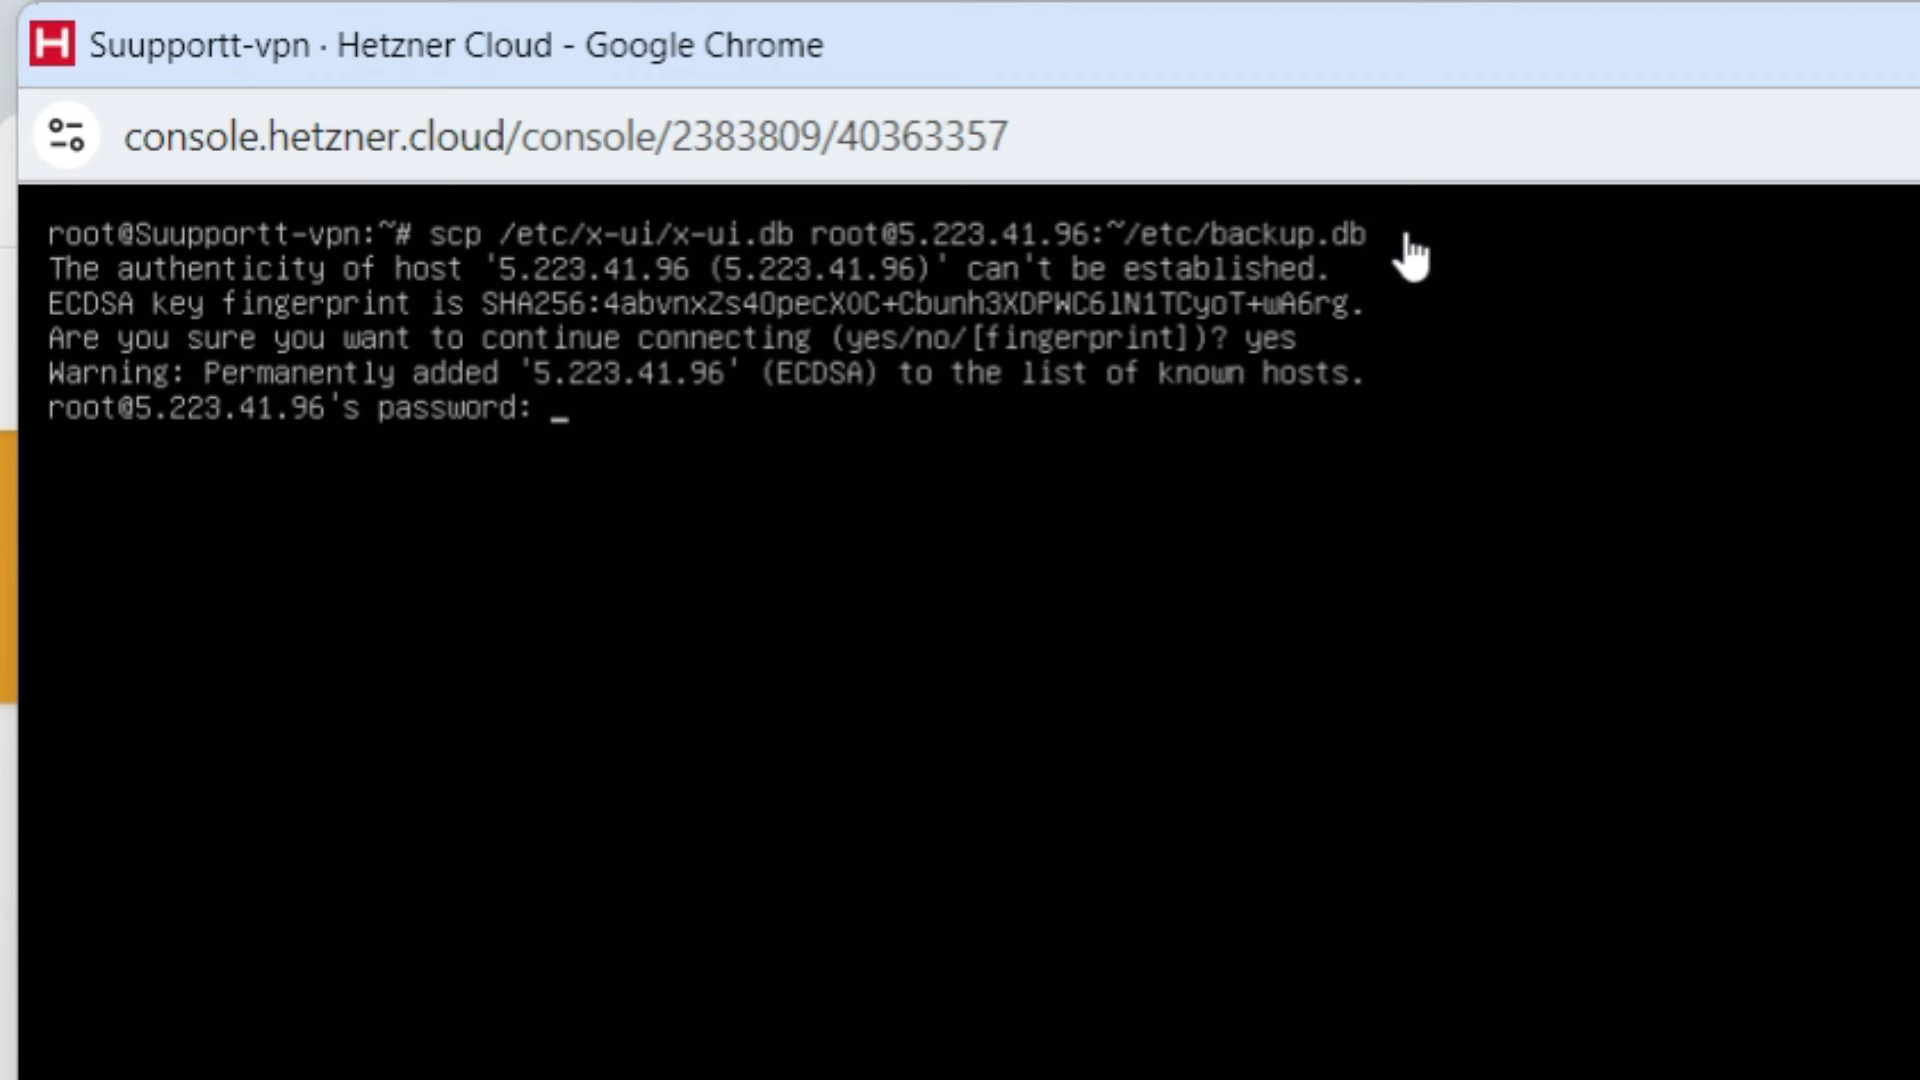 Suupportt-vpn · Hetzner Cloud - Google Chrome
console.hetzner.cloud/console/2383809/40363357
root@Suupportt-vpn:~# scp /etc/x-ui/x-ui.db root@5.223.41.96:~/etc/backup.db
The authenticity of host '5.223.41.96 (5.223.41.96)' can't be established.
ECDSA key fingerprint is SHA256:4abvnxZs4OpecXOC+Cbunh3XDPWC6lN1TCyoT+wA6rg.
Are you sure you want to continue connecting (yes/no/[fingerprint])? yes
Warning: Permanently added '5.223.41.96' (ECDSA) to the list of known hosts.
root@5.223.41.96's password: _